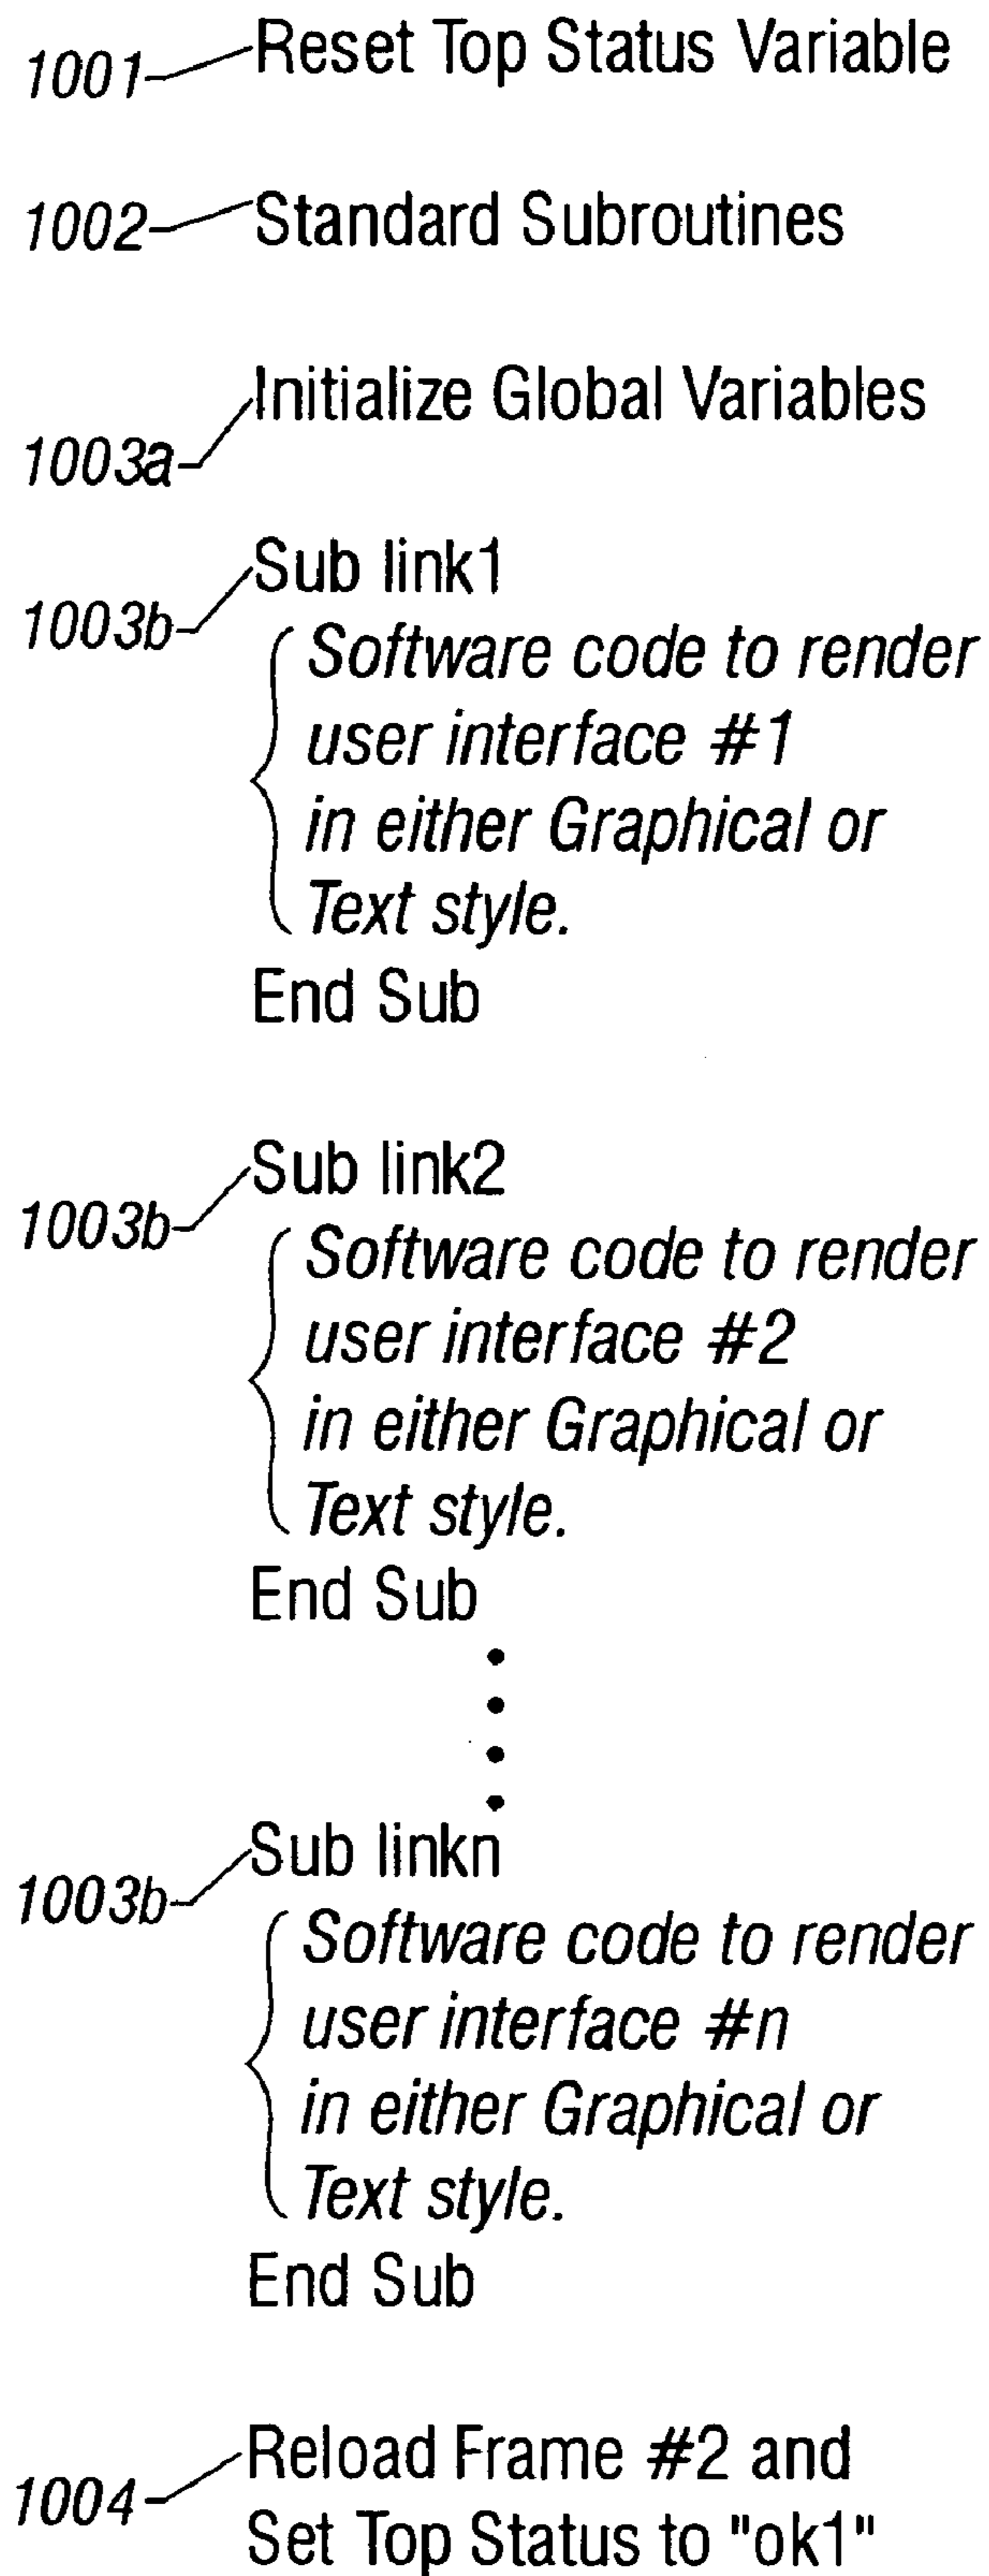 1001 Reset Top Status Variable
1002 Standard Subroutines
Initialize Global Variables
1003a
Sub link1
1003b
Software code to render
user interface #1
in either Graphical or
Text style.
End Sub
Sub link2
1003b
Software code to render
user interface #2
in either Graphical or
Text style.
End Sub
Sub linkn
1003b
Software code to render
user interface #n
in either Graphical or
Text style.
End Sub
Reload Frame #2 and
1004
Set Top Status to "ok1"